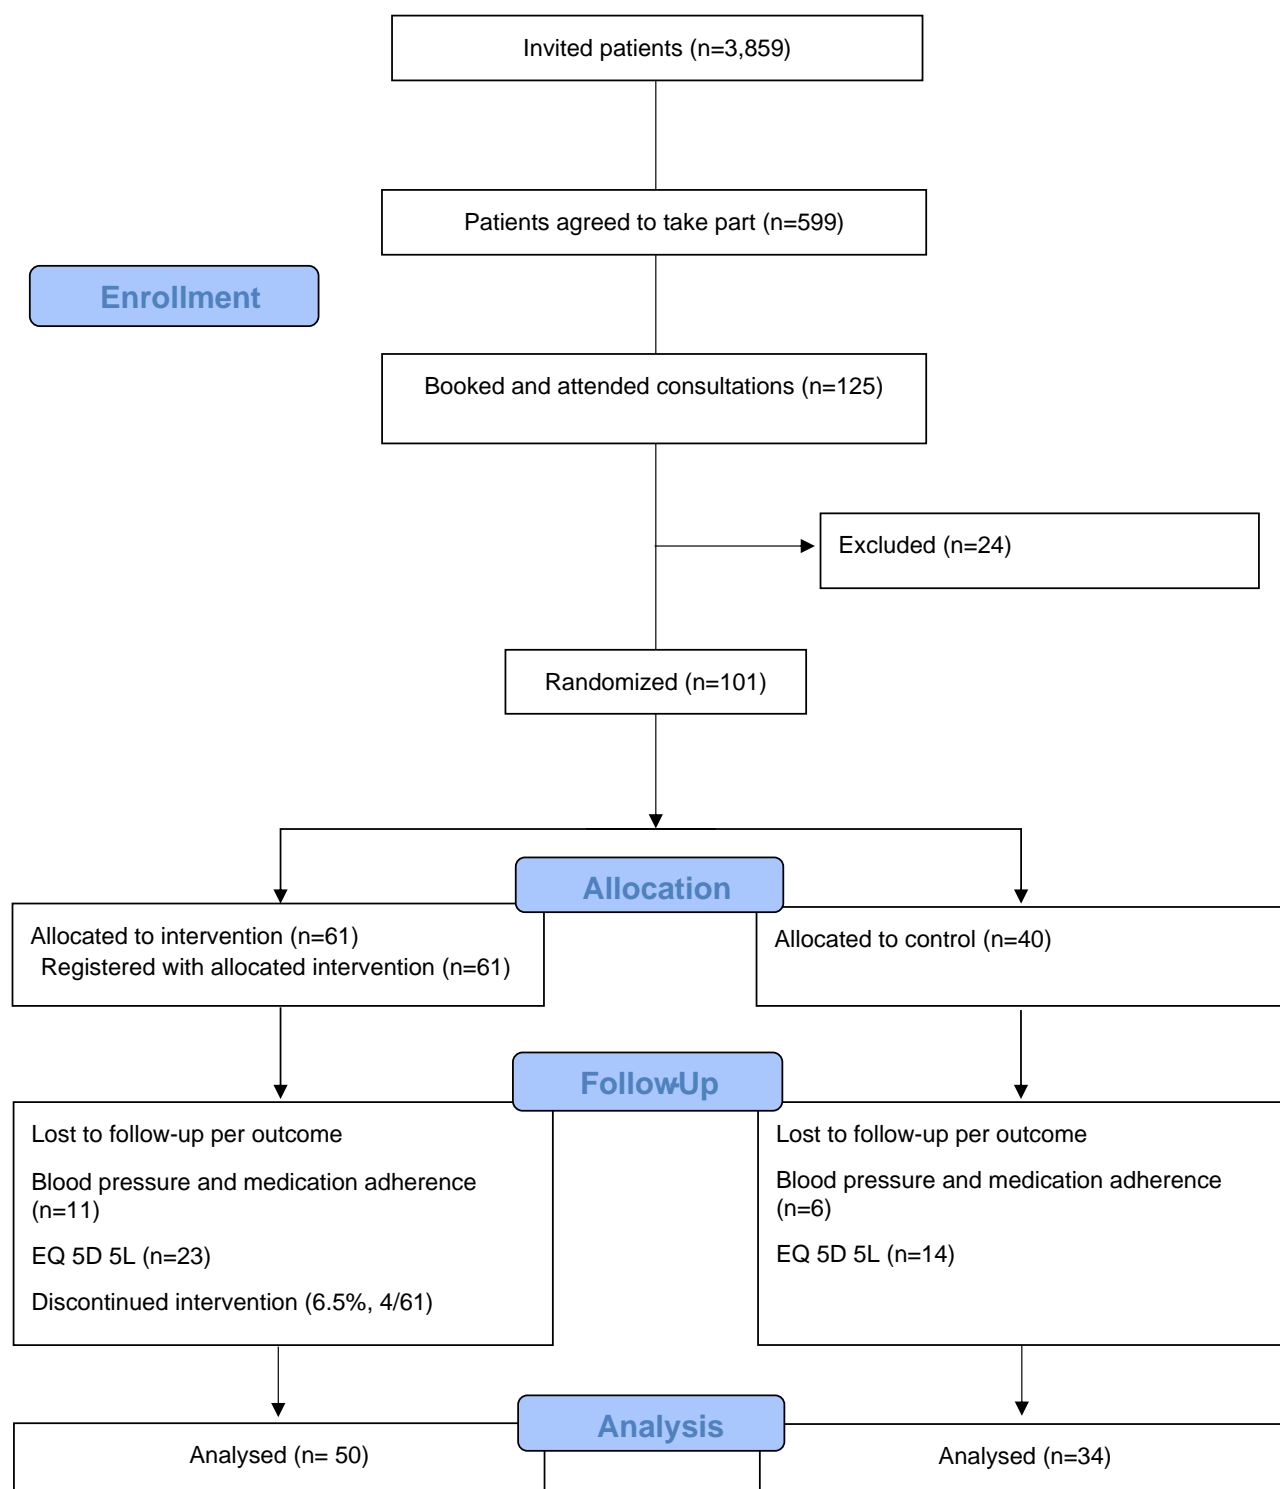 Invited patients (n=3,859)
Patients agreed to take part (n=599)
Enrollment
Booked and attended consultations (n=125)
Excluded (n=24)
Randomized (n=101)
Allocation
Allocated to intervention (n=61)
Registered with allocated intervention (n=61)
Allocated to control (n=40)
Follow-Up
Lost to follow-up per outcome
Blood pressure and medication adherence
(n=11)
EQ 5D 5L (n=23)
Discontinued intervention (6.5%, 4/61)
Lost to follow-up per outcome
Blood pressure and medication adherence
(n=6)
EQ 5D 5L (n=14)
Analysis
Analysed (n= 50)
Analysed (n=34)